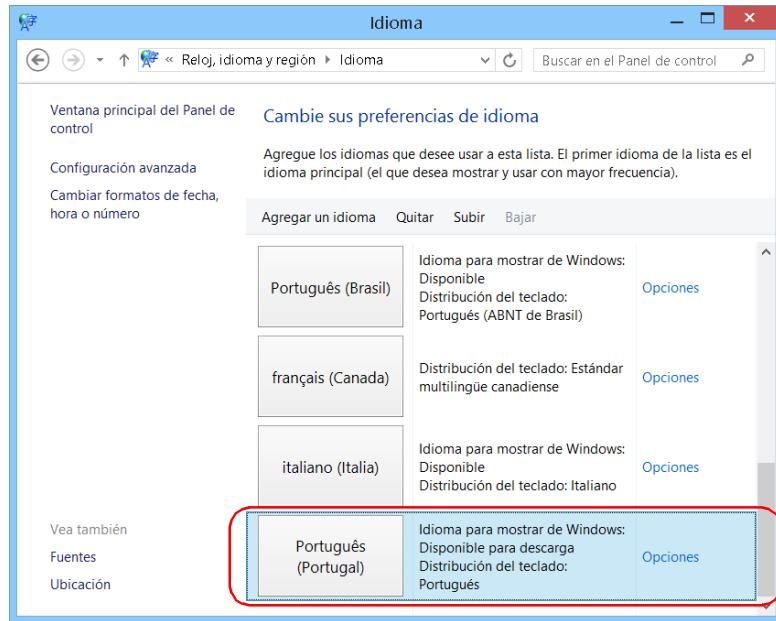 Idioma
« Reloj, idioma y región Idioma
Buscar en el Panel de control
Ventana principal del Panel de
control
Configuración avanzada
Cambiar formatos de fecha,
hora o número
Vea también
Fuentes
Ubicación
Cambie sus preferencias de idioma
Agregue los idiomas que desee usar a esta lista. El primer idioma de la lista es el
idioma principal (el que desea mostrar y usar con mayor frecuencia).
Agregar un idioma Quitar Subir Bajar
Português (Brasil)
Idioma para mostrar de Windows:
Disponible
Distribución del teclado:
Portugués (ABNT de Brasil)
Opciones
français (Canada)
Distribución del teclado: Estándar
multilingüe canadiense
Opciones
italiano (Italia)
Idioma para mostrar de Windows:
Disponible
Distribución del teclado: Italiano
Opciones
Português
(Portugal)
Idioma para mostrar de Windows:
Disponible para descarga
Distribución del teclado:
Portugués
Opciones